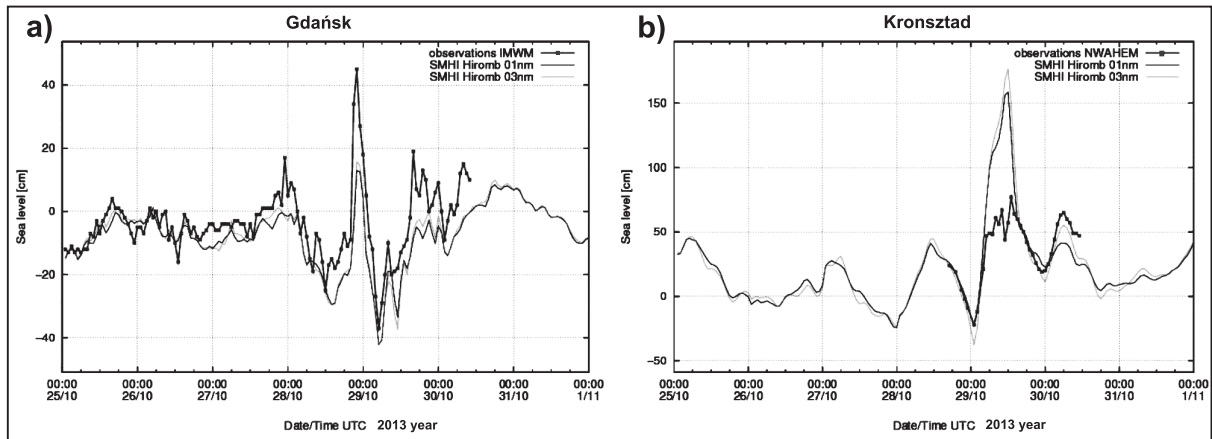 a)
Gdańsk
observations IMWM
SMHI Hiromb 01nm
SMHI Hiromb 03nm
Sea level [cm]
40
20
0
−20
−40
00:00 00:00 00:00 00:00 00:00 00:00 00:00 00:00
25/10 26/10 27/10 28/10 29/10 30/10 31/10 1/11
Date/Time UTC 2013 year
b)
Kronsztad
observations NWAHEM
SMHI Hiromb 01nm
SMHI Hiromb 03nm
Sea level [cm]
150
100
50
0
−50
00:00 00:00 00:00 00:00 00:00 00:00 00:00 00:00
25/10 26/10 27/10 28/10 29/10 30/10 31/10 1/11
Date/Time UTC 2013 year